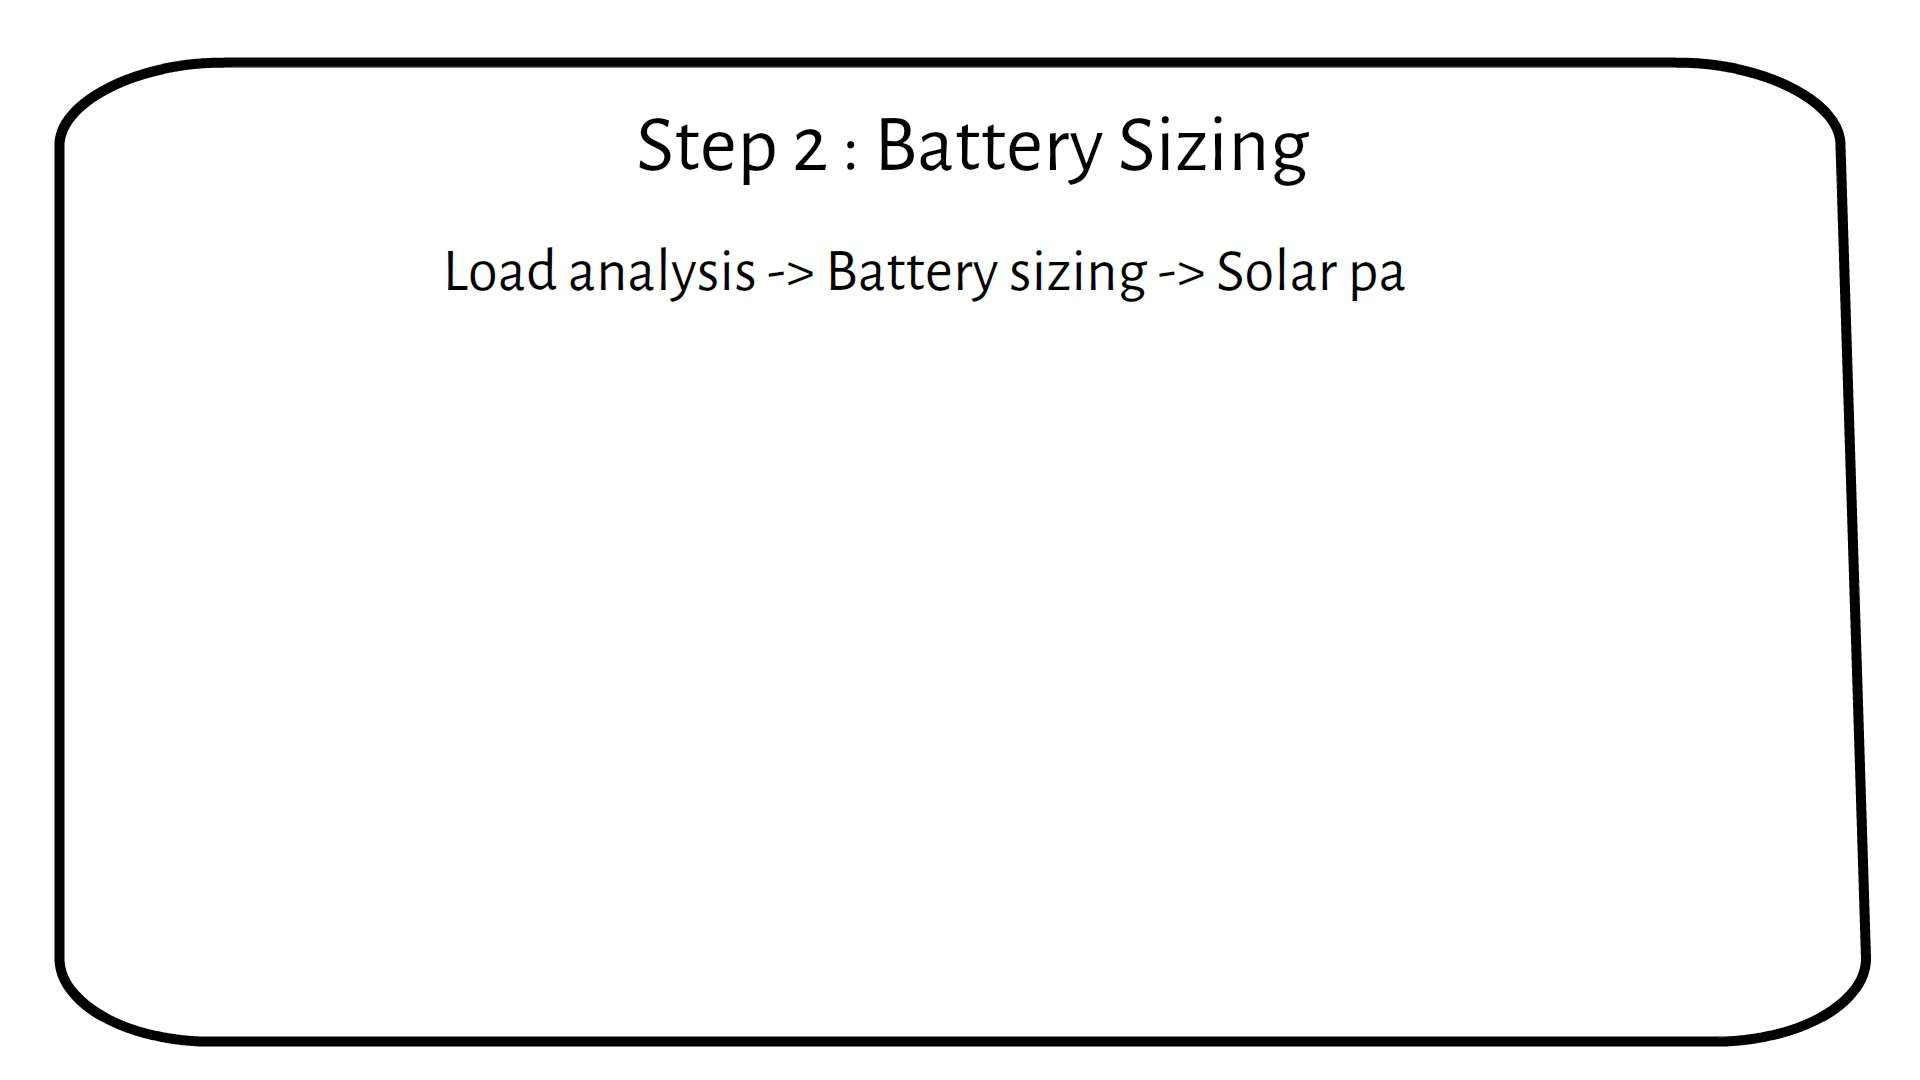 Step 2 : Battery Sizing
Load analysis -> Battery sizing -> Solar pa